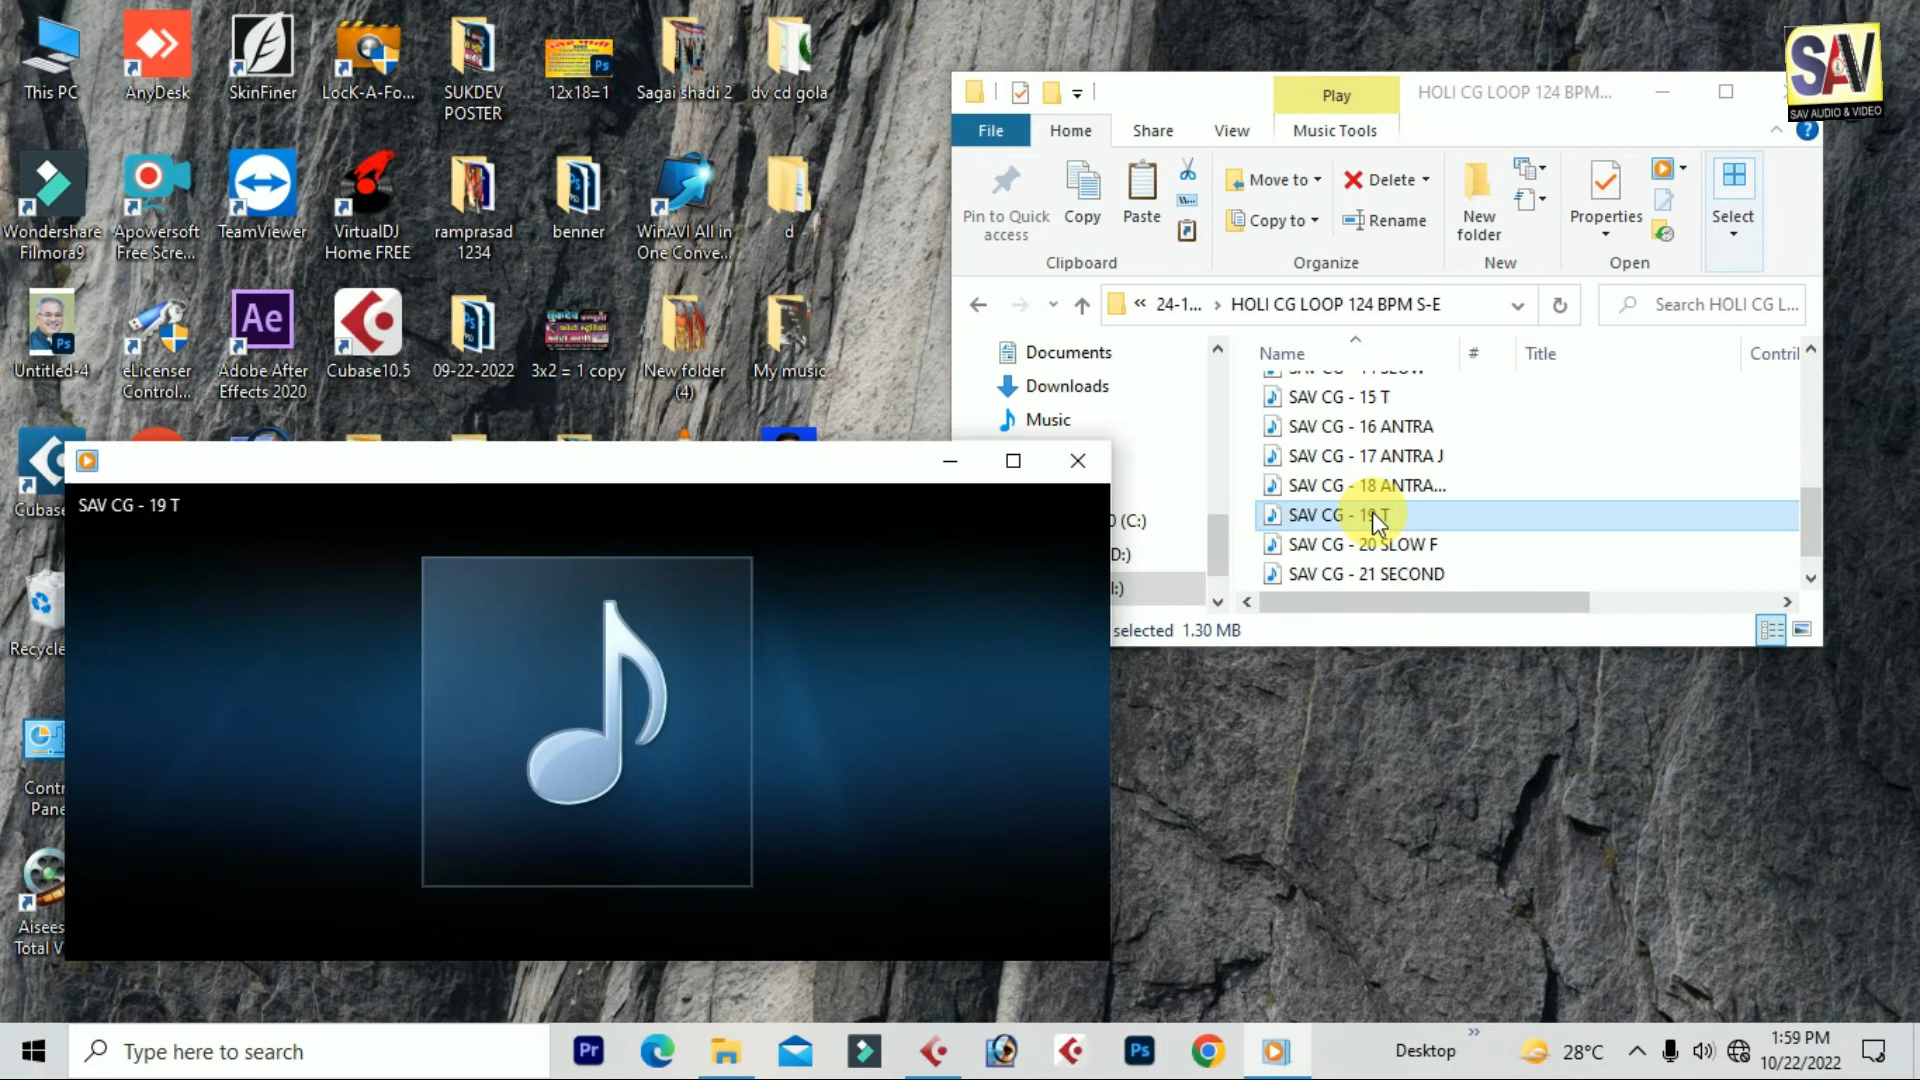 This PC
AnyDesk
SkinFiner
LocK-A-Fo...
SUKDEV
POSTER
12x18=1
Sagai shadi 2
dv cd gola
Wondershare
Filmora9
Apowersoft
Free Scre...
TeamViewer
VirtualDJ
Home FREE
ramprasad
1234
benner
WinAVI All in
One Conve...
d
Untitled-4
eLicenser
Control...
Adobe After
Effects 2020
Cubase10.5
09-22-2022
3x2 = 1 copy
New folder
(4)
My music
Cubase
Recycle
Contr
Pane
Aisees
Total V
SAV
SAV AUDIO & VIDEO
Play
HOLI CG LOOP 124 BPM...
File
Home
Share
View
Music Tools
Pin to Quick
access
Copy
Paste
Move to
Copy to
Delete
Rename
New
folder
Properties
Select
Clipboard
Organize
New
Open
« 24-1... › HOLI CG LOOP 124 BPM S-E
Search HOLI CG L...
Documents
Downloads
Music
(C:)
D:)
Name
#
Title
Contril
SAV CG - 15 T
SAV CG - 16 ANTRA
SAV CG - 17 ANTRA J
SAV CG - 18 ANTRA...
SAV CG - 19 T
SAV CG - 20 SLOW F
SAV CG - 21 SECOND
selected 1.30 MB
SAV CG - 19 T
Type here to search
Pr
Ps
Desktop
28°C
1:59 PM
10/22/2022